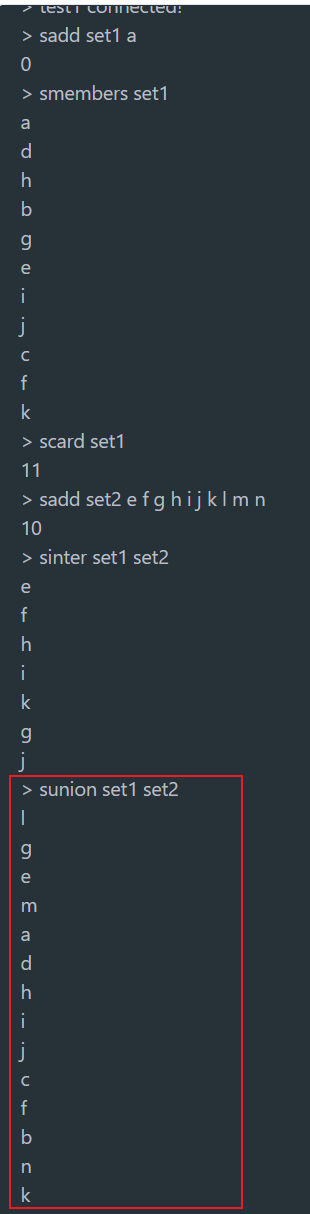 > test1 connected!
> sadd set1 a
0
> smembers set1
a
d
h
b
g
e
i
j
c
f
k
> scard set1
11
> sadd set2 e f g h i j k l m n
10
> sinter set1 set2
e
f
h
i
k
g
j
> sunion set1 set2
l
g
e
m
a
d
h
i
j
c
f
b
n
k